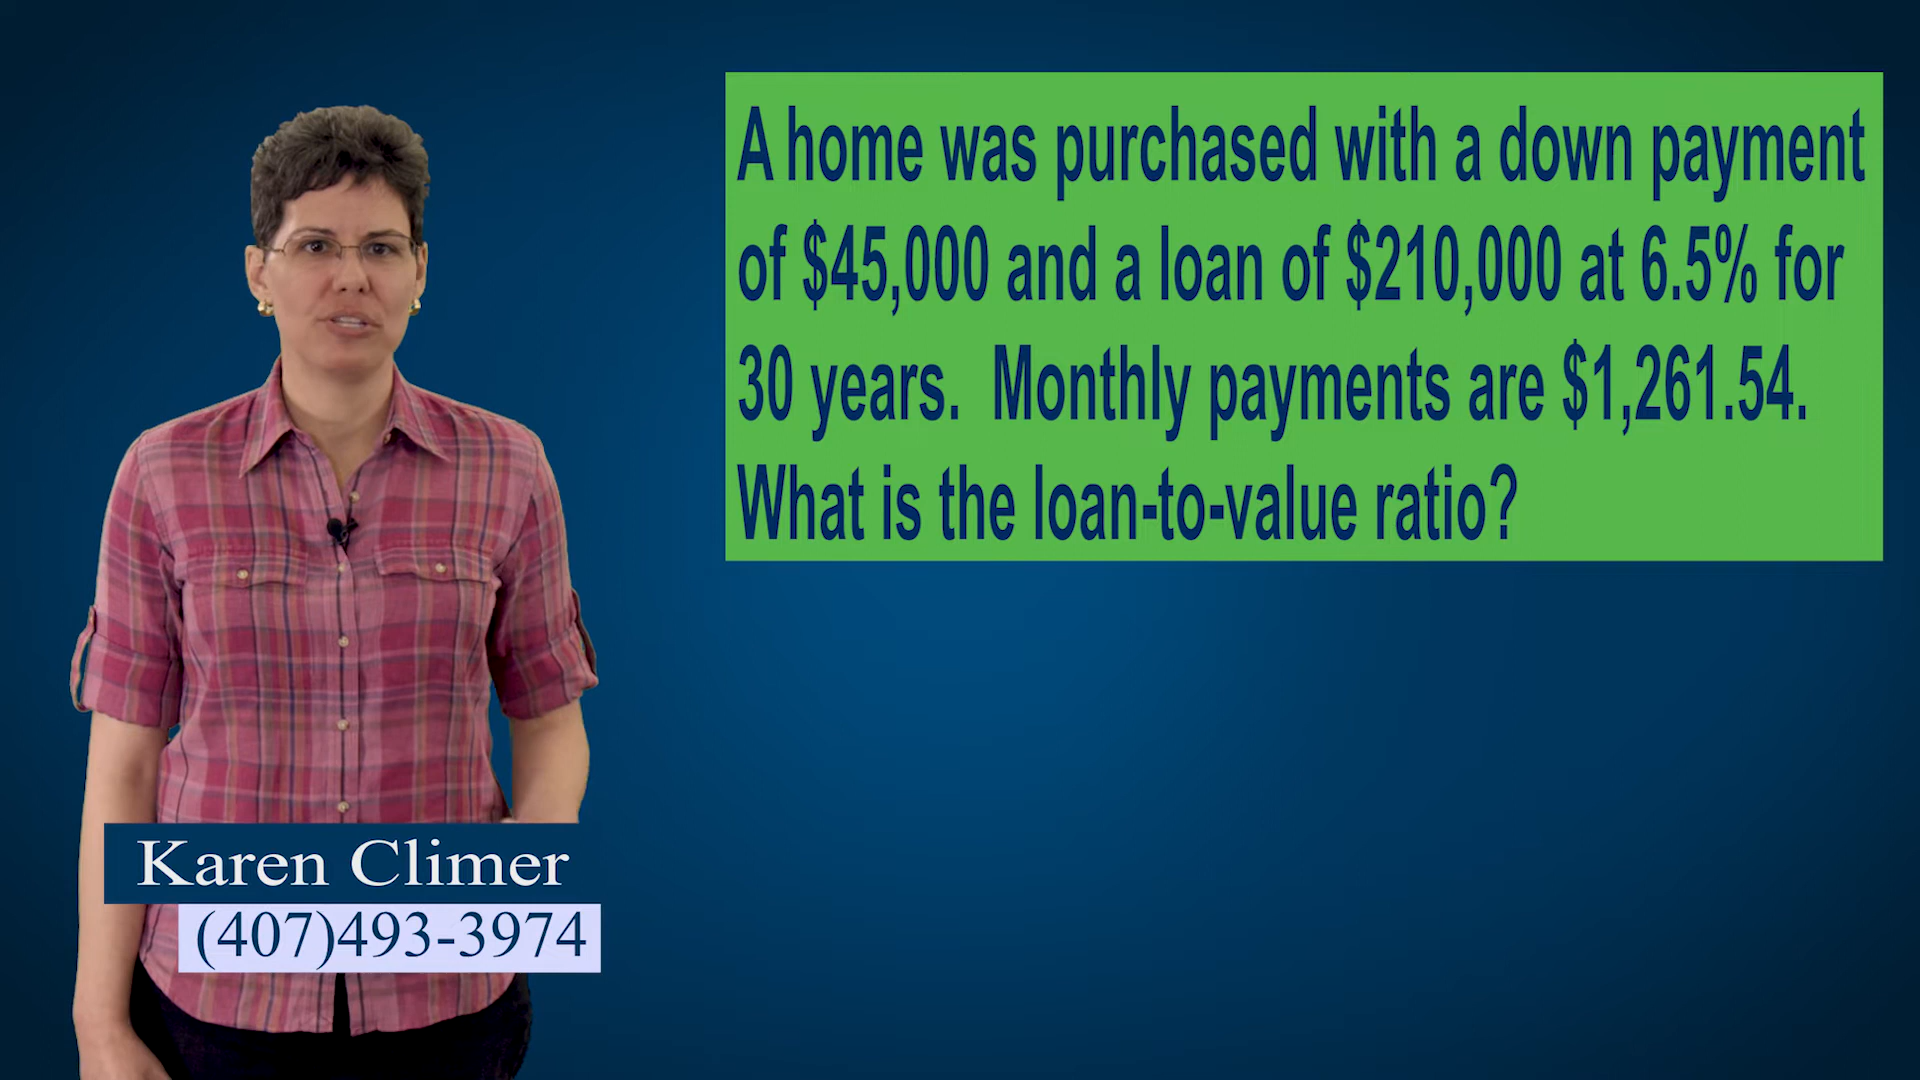 A home was purchased with a down payment
of $45,000 and a loan of $210,000 at 6.5% for
30 years. Monthly payments are $1,261.54.
What is the loan-to-value ratio?
Karen Climer
(407)493-3974